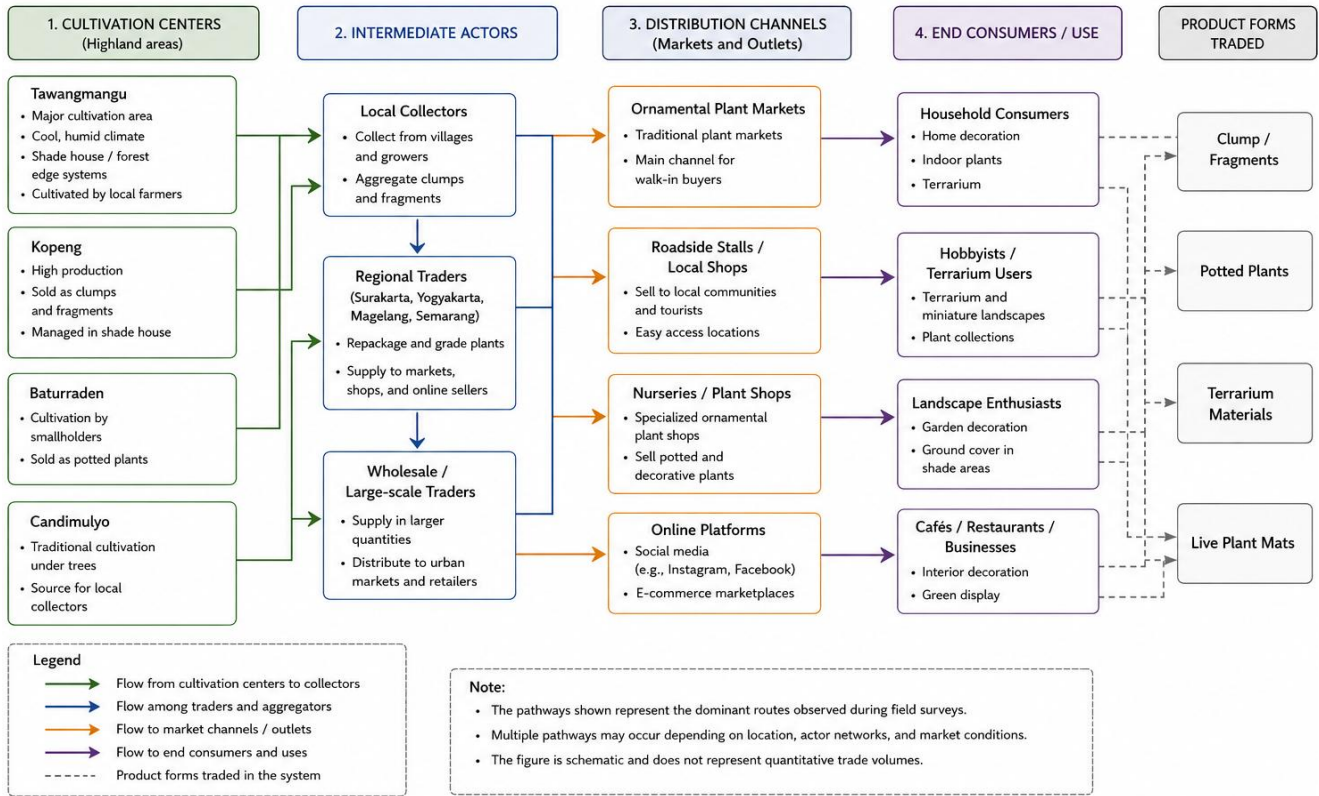 1. CULTIVATION CENTERS
(Highland areas)
2. INTERMEDIATE ACTORS
3. DISTRIBUTION CHANNELS
(Markets and Outlets)
4. END CONSUMERS / USE
PRODUCT FORMS
TRADED
Tawangmangu
• Major cultivation area
• Cool, humid climate
• Shade house / forest
edge systems
• Cultivated by local farmers
Kopeng
• High production
• Sold as clumps
and fragments
• Managed in shade house
Baturraden
• Cultivation by
smallholders
• Sold as potted plants
Candimulyo
• Traditional cultivation
under trees
• Source for local
collectors
Local Collectors
• Collect from villages
and growers
• Aggregate clumps
and fragments
Regional Traders
(Surakarta, Yogyakarta,
Magelang, Semarang)
• Repackage and grade plants
• Supply to markets,
shops, and online sellers
Wholesale /
Large-scale Traders
• Supply in larger
quantities
• Distribute to urban
markets and retailers
Ornamental Plant Markets
• Traditional plant markets
• Main channel for
walk-in buyers
Roadside Stalls /
Local Shops
• Sell to local communities
and tourists
• Easy access locations
Nurseries / Plant Shops
• Specialized ornamental
plant shops
• Sell potted and
decorative plants
Online Platforms
• Social media
(e.g., Instagram, Facebook)
• E-commerce marketplaces
Household Consumers
• Home decoration
• Indoor plants
• Terrarium
Hobbyists /
Terrarium Users
• Terrarium and
miniature landscapes
• Plant collections
Landscape Enthusiasts
• Garden decoration
• Ground cover in
shade areas
Cafés / Restaurants /
Businesses
• Interior decoration
• Green display
Clump /
Fragments
Potted Plants
Terrarium
Materials
Live Plant Mats
Legend
Flow from cultivation centers to collectors
Flow among traders and aggregators
Flow to market channels / outlets
Flow to end consumers and uses
Product forms traded in the system
Note:
• The pathways shown represent the dominant routes observed during field surveys.
• Multiple pathways may occur depending on location, actor networks, and market conditions.
• The figure is schematic and does not represent quantitative trade volumes.